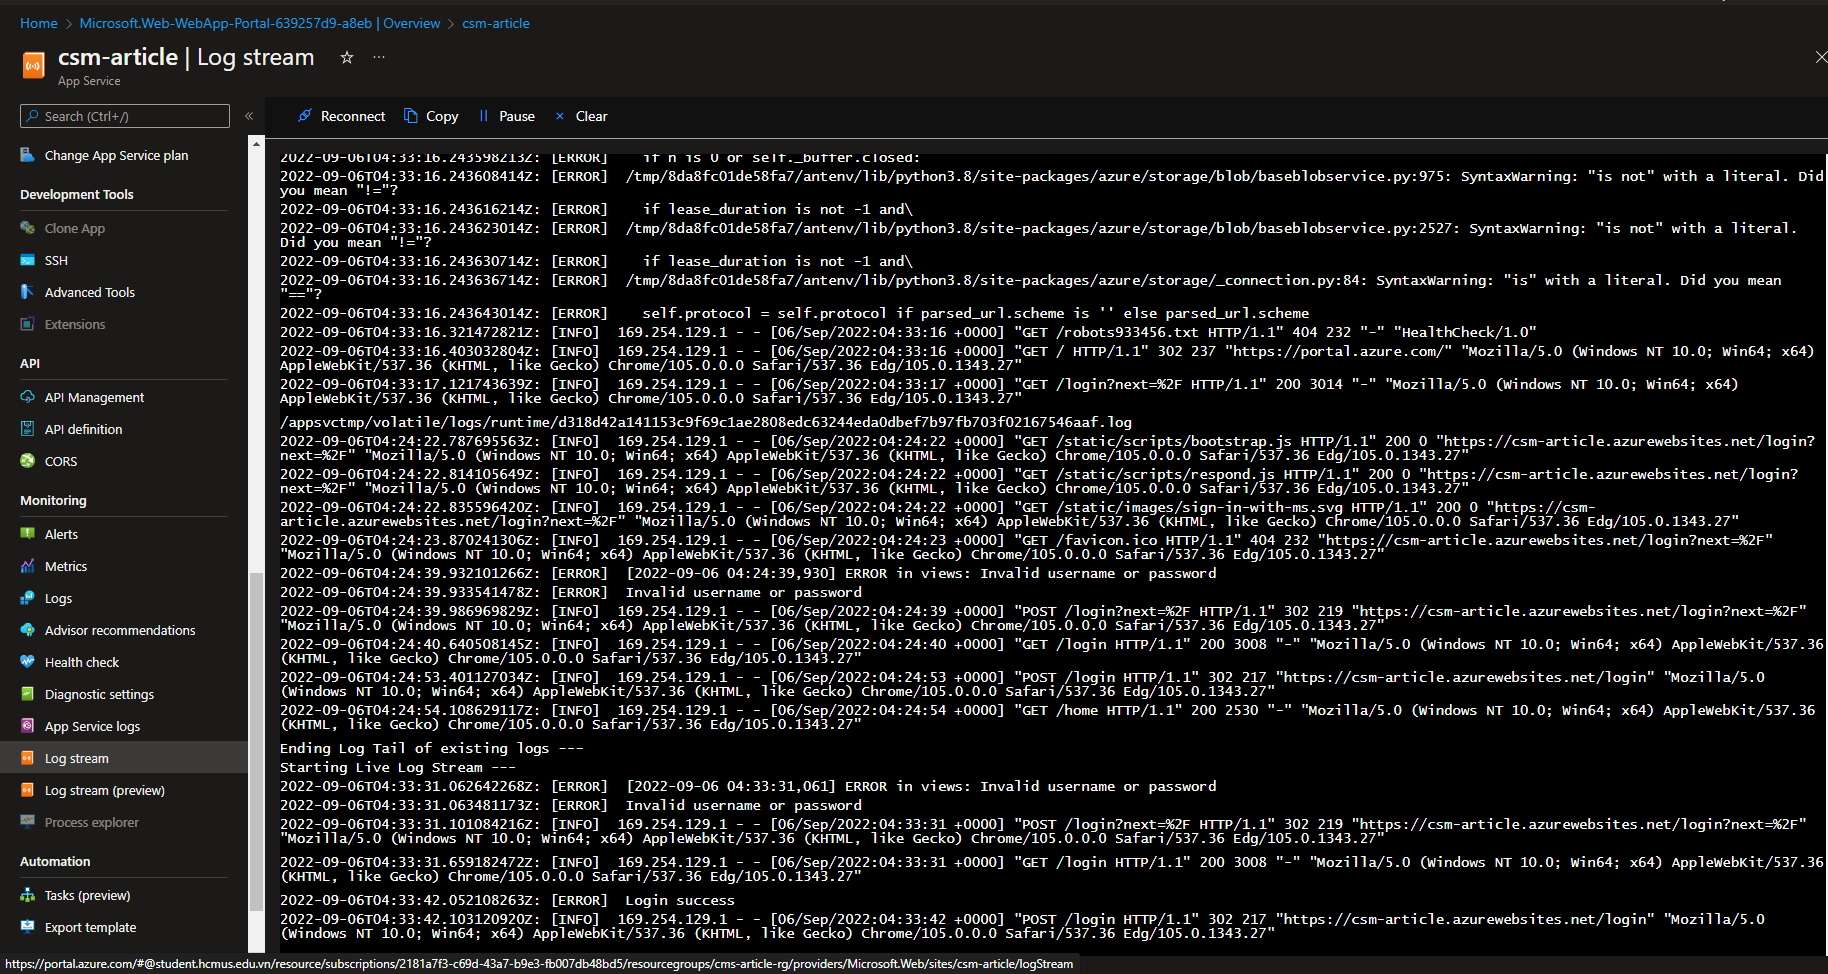 Home > Microsoft.Web-WebApp-Portal-639257d9-a8eb | Overview > csm-article
csm-article | Log stream
App Service
Search (Ctrl+/)
Change App Service plan
Development Tools
Clone App
SSH
Advanced Tools
Extensions
API
API Management
API definition
CORS
Monitoring
Alerts
Metrics
Logs
Advisor recommendations
Health check
Diagnostic settings
App Service logs
Log stream
Log stream (preview)
Process explorer
Automation
Tasks (preview)
Export template
Reconnect Copy Pause Clear
2022-09-06T04:33:16.243598213Z: [ERROR]    if n is 0 or self._buffer.closed:
2022-09-06T04:33:16.243608414Z: [ERROR]  /tmp/8da8fc01de58fa7/antenv/lib/python3.8/site-packages/azure/storage/blob/baseblobservice.py:975: SyntaxWarning: "is not" with a literal. Did
you mean "!="?
2022-09-06T04:33:16.243616214Z: [ERROR]    if lease_duration is not -1 and\
2022-09-06T04:33:16.243623014Z: [ERROR]  /tmp/8da8fc01de58fa7/antenv/lib/python3.8/site-packages/azure/storage/blob/baseblobservice.py:2527: SyntaxWarning: "is not" with a literal.
Did you mean "!="?
2022-09-06T04:33:16.243630714Z: [ERROR]    if lease_duration is not -1 and\
2022-09-06T04:33:16.243636714Z: [ERROR]  /tmp/8da8fc01de58fa7/antenv/lib/python3.8/site-packages/azure/storage/_connection.py:84: SyntaxWarning: "is" with a literal. Did you mean
"=="?
2022-09-06T04:33:16.243643014Z: [ERROR]    self.protocol = self.protocol if parsed_url.scheme is '' else parsed_url.scheme
2022-09-06T04:33:16.321472821Z: [INFO]  169.254.129.1 - - [06/Sep/2022:04:33:16 +0000] "GET /robots933456.txt HTTP/1.1" 404 232 "-" "HealthCheck/1.0"
2022-09-06T04:33:16.403032804Z: [INFO]  169.254.129.1 - - [06/Sep/2022:04:33:16 +0000] "GET / HTTP/1.1" 302 237 "https://portal.azure.com/" "Mozilla/5.0 (Windows NT 10.0; Win64; x64)
AppleWebKit/537.36 (KHTML, like Gecko) Chrome/105.0.0.0 Safari/537.36 Edg/105.0.1343.27"
2022-09-06T04:33:17.121743639Z: [INFO]  169.254.129.1 - - [06/Sep/2022:04:33:17 +0000] "GET /login?next=%2F HTTP/1.1" 200 3014 "-" "Mozilla/5.0 (Windows NT 10.0; Win64; x64)
AppleWebKit/537.36 (KHTML, like Gecko) Chrome/105.0.0.0 Safari/537.36 Edg/105.0.1343.27"
/appsvctmp/volatile/logs/runtime/d318d42a141153c9f69c1ae2808edc63244eda0dbef7b97fb703f02167546aaf.log
2022-09-06T04:24:22.787695563Z: [INFO]  169.254.129.1 - - [06/Sep/2022:04:24:22 +0000] "GET /static/scripts/bootstrap.js HTTP/1.1" 200 0 "https://csm-article.azurewebsites.net/login?
next=%2F" "Mozilla/5.0 (Windows NT 10.0; Win64; x64) AppleWebKit/537.36 (KHTML, like Gecko) Chrome/105.0.0.0 Safari/537.36 Edg/105.0.1343.27"
2022-09-06T04:24:22.814105649Z: [INFO]  169.254.129.1 - - [06/Sep/2022:04:24:22 +0000] "GET /static/scripts/respond.js HTTP/1.1" 200 0 "https://csm-article.azurewebsites.net/login?
next=%2F" "Mozilla/5.0 (Windows NT 10.0; Win64; x64) AppleWebKit/537.36 (KHTML, like Gecko) Chrome/105.0.0.0 Safari/537.36 Edg/105.0.1343.27"
2022-09-06T04:24:22.835596420Z: [INFO]  169.254.129.1 - - [06/Sep/2022:04:24:22 +0000] "GET /static/images/sign-in-with-ms.svg HTTP/1.1" 200 0 "https://csm-
article.azurewebsites.net/login?next=%2F" "Mozilla/5.0 (Windows NT 10.0; Win64; x64) AppleWebKit/537.36 (KHTML, like Gecko) Chrome/105.0.0.0 Safari/537.36 Edg/105.0.1343.27"
2022-09-06T04:24:23.870241306Z: [INFO]  169.254.129.1 - - [06/Sep/2022:04:24:23 +0000] "GET /favicon.ico HTTP/1.1" 404 232 "https://csm-article.azurewebsites.net/login?next=%2F"
"Mozilla/5.0 (Windows NT 10.0; Win64; x64) AppleWebKit/537.36 (KHTML, like Gecko) Chrome/105.0.0.0 Safari/537.36 Edg/105.0.1343.27"
2022-09-06T04:24:39.932101266Z: [ERROR]  [2022-09-06 04:24:39,930] ERROR in views: Invalid username or password
2022-09-06T04:24:39.933541478Z: [ERROR]  Invalid username or password
2022-09-06T04:24:39.986969829Z: [INFO]  169.254.129.1 - - [06/Sep/2022:04:24:39 +0000] "POST /login?next=%2F HTTP/1.1" 302 219 "https://csm-article.azurewebsites.net/login?next=%2F"
"Mozilla/5.0 (Windows NT 10.0; Win64; x64) AppleWebKit/537.36 (KHTML, like Gecko) Chrome/105.0.0.0 Safari/537.36 Edg/105.0.1343.27"
2022-09-06T04:24:40.640508145Z: [INFO]  169.254.129.1 - - [06/Sep/2022:04:24:40 +0000] "GET /login HTTP/1.1" 200 3008 "-" "Mozilla/5.0 (Windows NT 10.0; Win64; x64) AppleWebKit/537.36
(KHTML, like Gecko) Chrome/105.0.0.0 Safari/537.36 Edg/105.0.1343.27"
2022-09-06T04:24:53.401127034Z: [INFO]  169.254.129.1 - - [06/Sep/2022:04:24:53 +0000] "POST /login HTTP/1.1" 302 217 "https://csm-article.azurewebsites.net/login" "Mozilla/5.0
(Windows NT 10.0; Win64; x64) AppleWebKit/537.36 (KHTML, like Gecko) Chrome/105.0.0.0 Safari/537.36 Edg/105.0.1343.27"
2022-09-06T04:24:54.108629117Z: [INFO]  169.254.129.1 - - [06/Sep/2022:04:24:54 +0000] "GET /home HTTP/1.1" 200 2530 "-" "Mozilla/5.0 (Windows NT 10.0; Win64; x64) AppleWebKit/537.36
(KHTML, like Gecko) Chrome/105.0.0.0 Safari/537.36 Edg/105.0.1343.27"
Ending Log Tail of existing logs ---
Starting Live Log Stream ---
2022-09-06T04:33:31.062642268Z: [ERROR]  [2022-09-06 04:33:31,061] ERROR in views: Invalid username or password
2022-09-06T04:33:31.063481173Z: [ERROR]  Invalid username or password
2022-09-06T04:33:31.101084216Z: [INFO]  169.254.129.1 - - [06/Sep/2022:04:33:31 +0000] "POST /login?next=%2F HTTP/1.1" 302 219 "https://csm-article.azurewebsites.net/login?next=%2F"
"Mozilla/5.0 (Windows NT 10.0; Win64; x64) AppleWebKit/537.36 (KHTML, like Gecko) Chrome/105.0.0.0 Safari/537.36 Edg/105.0.1343.27"
2022-09-06T04:33:31.659182472Z: [INFO]  169.254.129.1 - - [06/Sep/2022:04:33:31 +0000] "GET /login HTTP/1.1" 200 3008 "-" "Mozilla/5.0 (Windows NT 10.0; Win64; x64) AppleWebKit/537.36
(KHTML, like Gecko) Chrome/105.0.0.0 Safari/537.36 Edg/105.0.1343.27"
2022-09-06T04:33:42.052108263Z: [ERROR]  Login success
2022-09-06T04:33:42.103120920Z: [INFO]  169.254.129.1 - - [06/Sep/2022:04:33:42 +0000] "POST /login HTTP/1.1" 302 217 "https://csm-article.azurewebsites.net/login" "Mozilla/5.0
(Windows NT 10.0; Win64; x64) AppleWebKit/537.36 (KHTML, like Gecko) Chrome/105.0.0.0 Safari/537.36 Edg/105.0.1343.27"
https://portal.azure.com/#@student.hcmus.edu.vn/resource/subscriptions/2181a7f3-c69d-43a7-b9e3-fb007db48bd5/resourcegroups/cms-article-rg/providers/Microsoft.Web/sites/csm-article/logStream